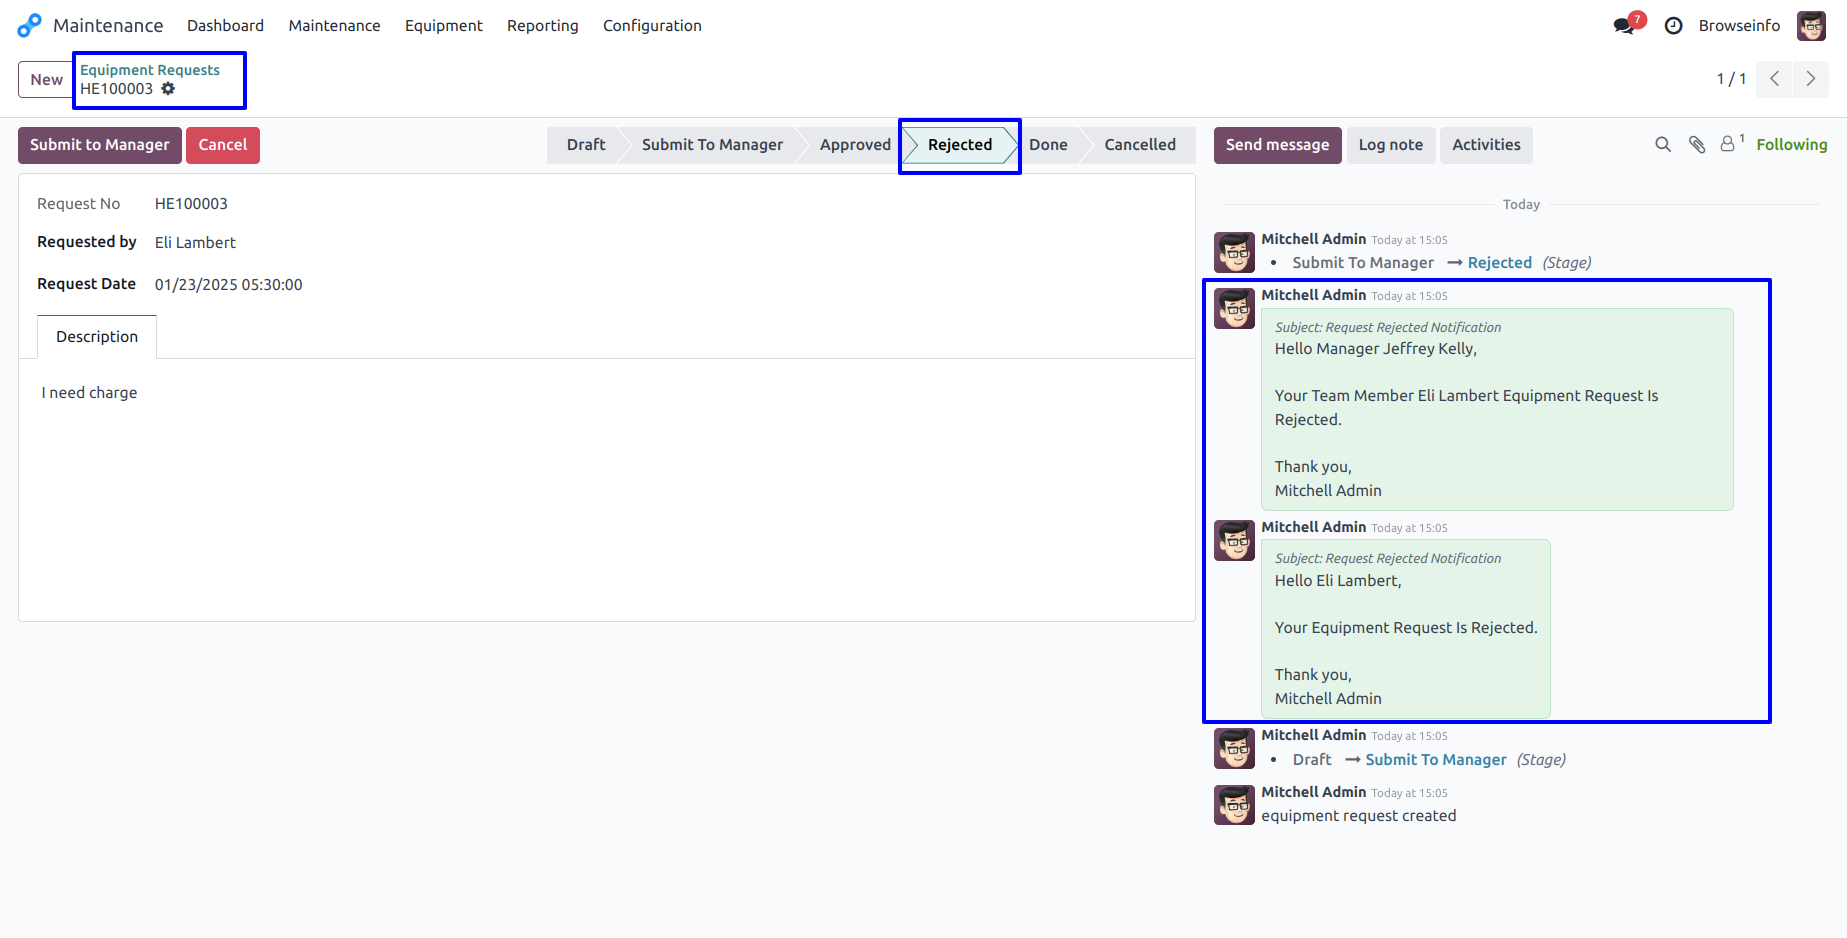 Maintenance Dashboard Maintenance Equipment Reporting Configuration 7 Browseinfo
New Equipment Requests 1 / 1
HE100003
Submit to Manager Cancel Draft Submit To Manager Approved Rejected Done Cancelled Send message Log note Activities 1 Following
Request No HE100003
Requested by Eli Lambert
Request Date 01/23/2025 05:30:00
Description
I need charge
Today
Mitchell Admin Today at 15:05
• Submit To Manager → Rejected (Stage)
Mitchell Admin Today at 15:05
Subject: Request Rejected Notification
Hello Manager Jeffrey Kelly,
Your Team Member Eli Lambert Equipment Request Is
Rejected.
Thank you,
Mitchell Admin
Mitchell Admin Today at 15:05
Subject: Request Rejected Notification
Hello Eli Lambert,
Your Equipment Request Is Rejected.
Thank you,
Mitchell Admin
Mitchell Admin Today at 15:05
• Draft → Submit To Manager (Stage)
Mitchell Admin Today at 15:05
equipment request created